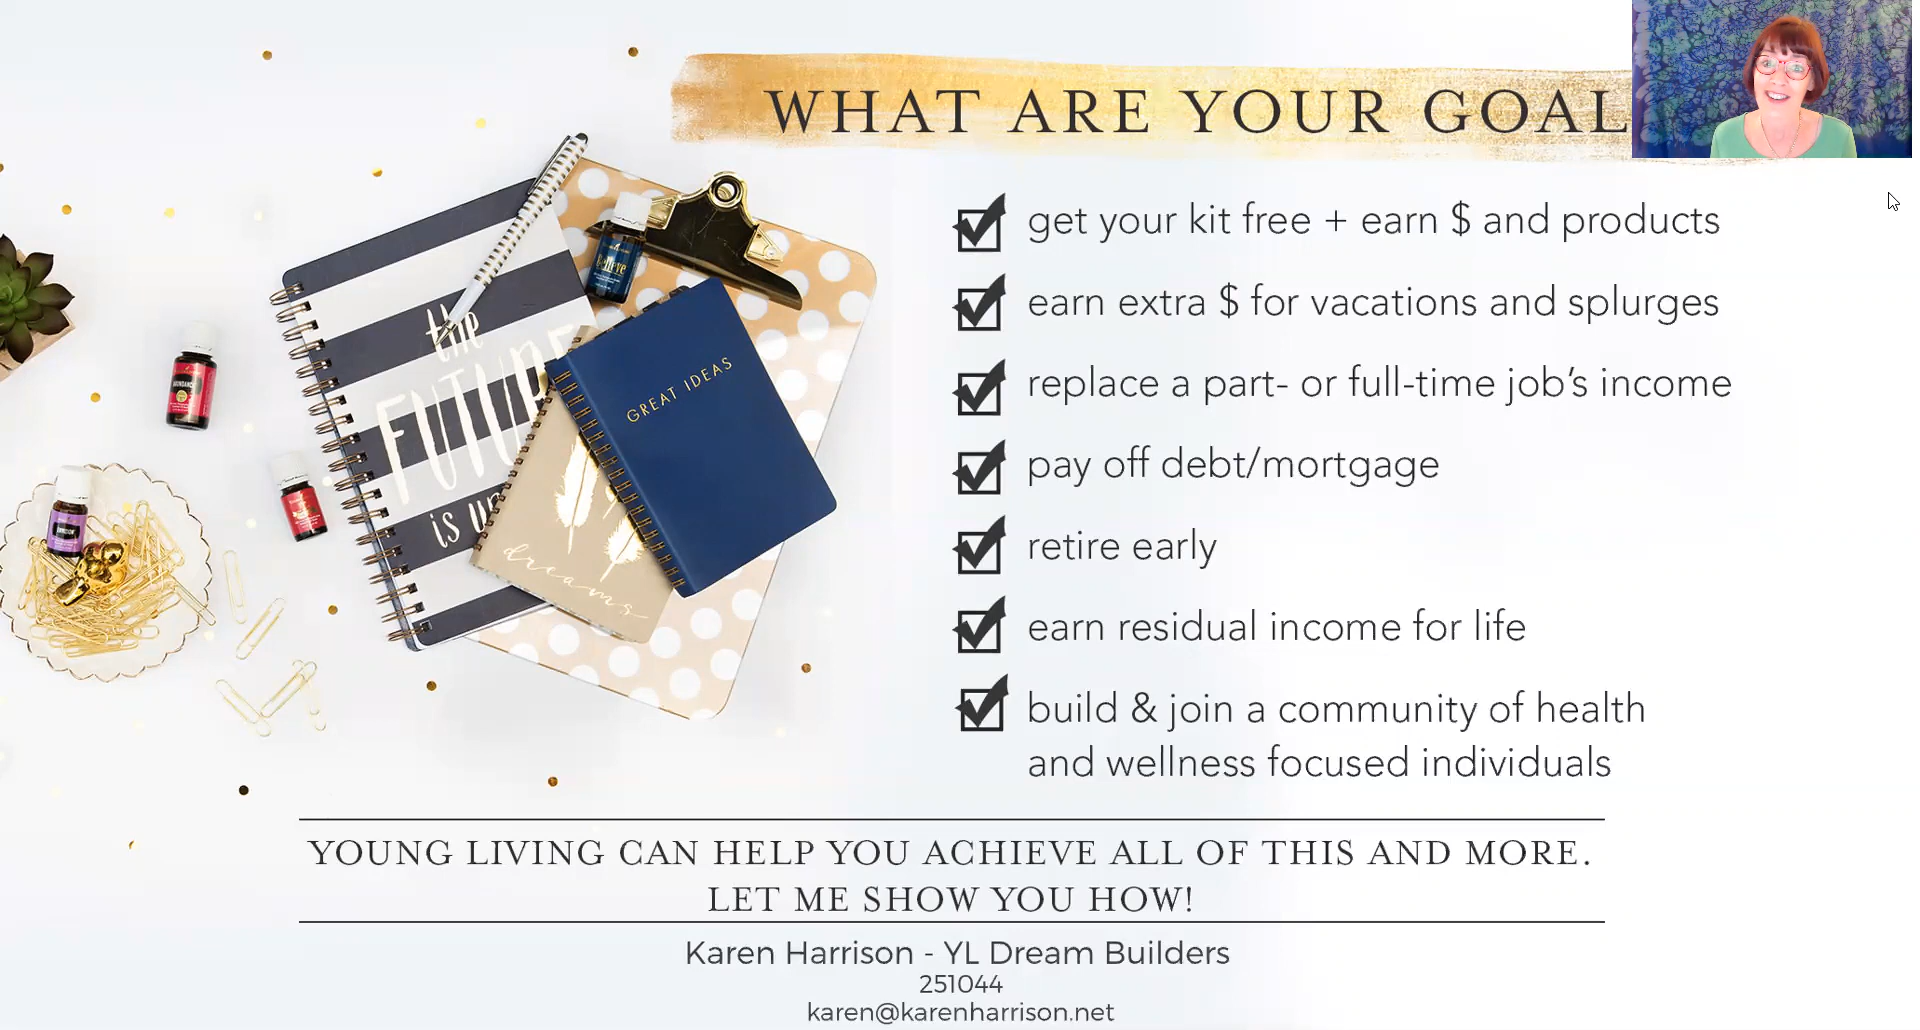 WHAT ARE YOUR GOAL
get your kit free + earn $ and products
earn extra $ for vacations and splurges
replace a part- or full-time job's income
pay off debt/mortgage
retire early
earn residual income for life
build & join a community of health
and wellness focused individuals
the
FUTURE
is
GREAT IDEAS
dreams
believe
ABUNDANCE
YOUNG LIVING CAN HELP YOU ACHIEVE ALL OF THIS AND MORE.
LET ME SHOW YOU HOW!
Karen Harrison - YL Dream Builders
251044
karen@karenharrison.net